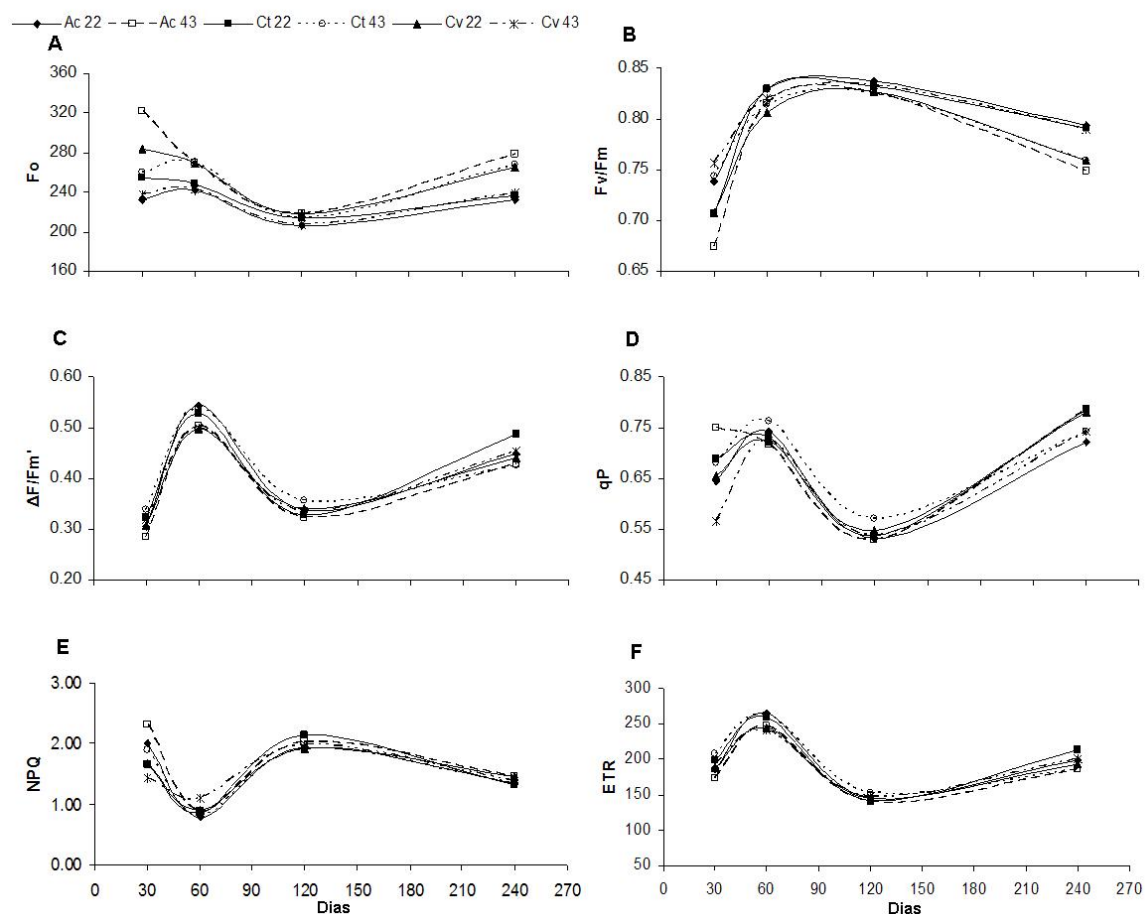 Ac 22 Ac 43 Ct 22 Ct 43 Cv 22 Cv 43
A
360
320
280
240
200
160
Fo
B
0.85
0.80
0.75
0.70
0.65
Fv/Fm
C
0.60
0.50
0.40
0.30
0.20
ΔF/Fm'
D
0.85
0.75
0.65
0.55
0.45
qP
E
3.00
2.00
1.00
0.00
NPQ
0 30 60 90 120 150 180 210 240 270
Dias
F
300
250
200
150
100
50
ETR
0 30 60 90 120 150 180 210 240 270
Dias